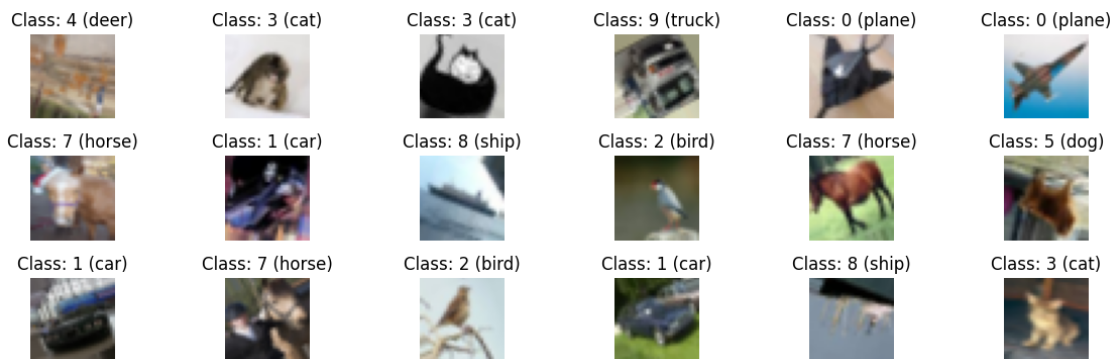 Class: 4 (deer) Class: 3 (cat) Class: 3 (cat) Class: 9 (truck) Class: 0 (plane) Class: 0 (plane)
Class: 7 (horse) Class: 1 (car) Class: 8 (ship) Class: 2 (bird) Class: 7 (horse) Class: 5 (dog)
Class: 1 (car) Class: 7 (horse) Class: 2 (bird) Class: 1 (car) Class: 8 (ship) Class: 3 (cat)